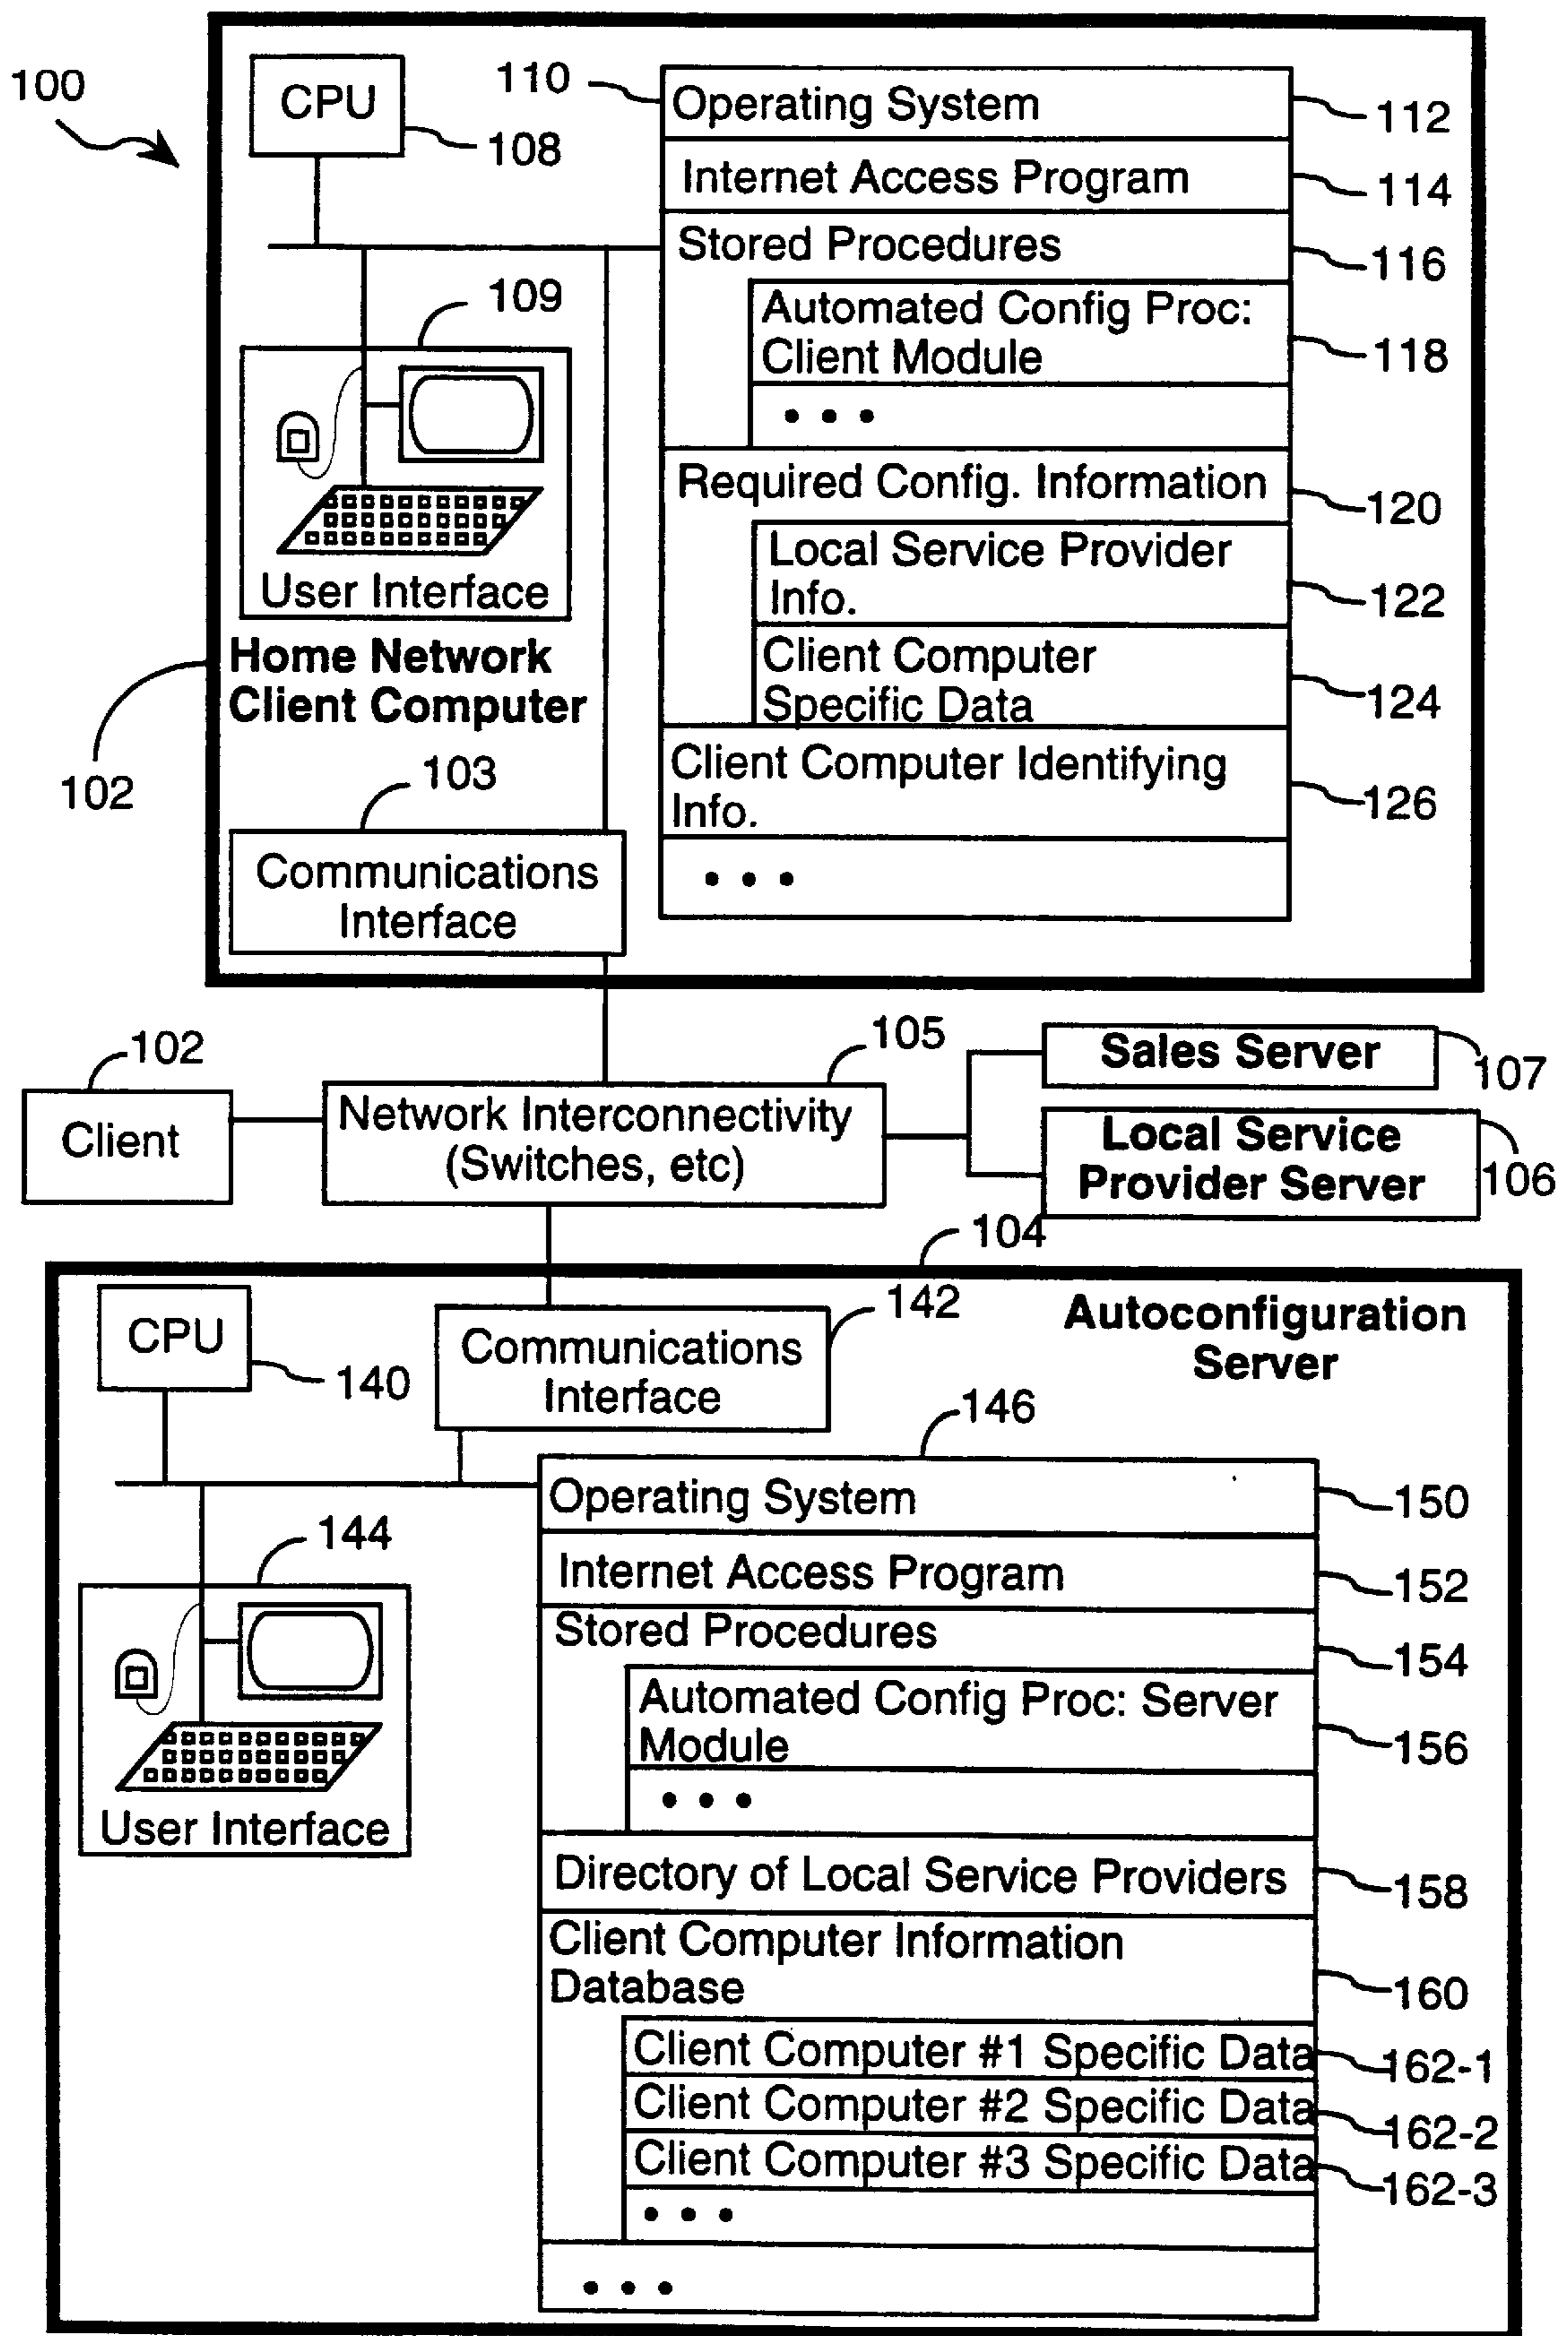 100
CPU
108
110
Operating System
112
Internet Access Program
114
Stored Procedures
116
Automated Config Proc:
Client Module
118
• • •
109
User Interface
Required Config. Information
120
Local Service Provider
Info.
122
Client Computer
Specific Data
124
Home Network
Client Computer
102
Client Computer Identifying
Info.
126
• • •
103
Communications
Interface
102
Client
105
Network Interconnectivity
(Switches, etc)
Sales Server
107
Local Service
Provider Server
106
104
Autoconfiguration
Server
CPU
140
142
Communications
Interface
146
Operating System
150
Internet Access Program
152
Stored Procedures
154
Automated Config Proc: Server
Module
156
• • •
144
User Interface
Directory of Local Service Providers
158
Client Computer Information
Database
160
Client Computer #1 Specific Data
162-1
Client Computer #2 Specific Data
162-2
Client Computer #3 Specific Data
162-3
• • •
• • •